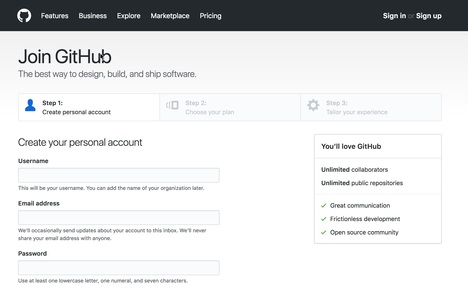 Features Business Explore Marketplace Pricing Sign in or Sign up
Join GitHub
The best way to design, build, and ship software.
Step 1:
Create personal account
Step 2:
Choose your plan
Step 3:
Tailor your experience
Create your personal account
Username
This will be your username. You can add the name of your organization later.
Email address
We'll occasionally send updates about your account to this inbox. We'll never
share your email address with anyone.
Password
Use at least one lowercase letter, one numeral, and seven characters.
You'll love GitHub
Unlimited collaborators
Unlimited public repositories
Great communication
Frictionless development
Open source community